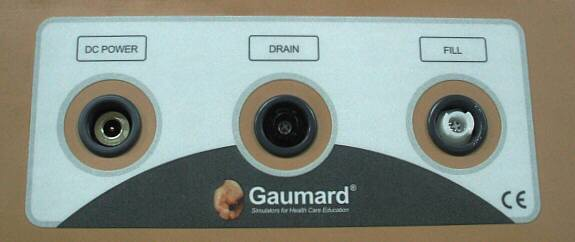 DC POWER
DRAIN
FILL
Gaumard®
Simulators for Health Care Education
CE